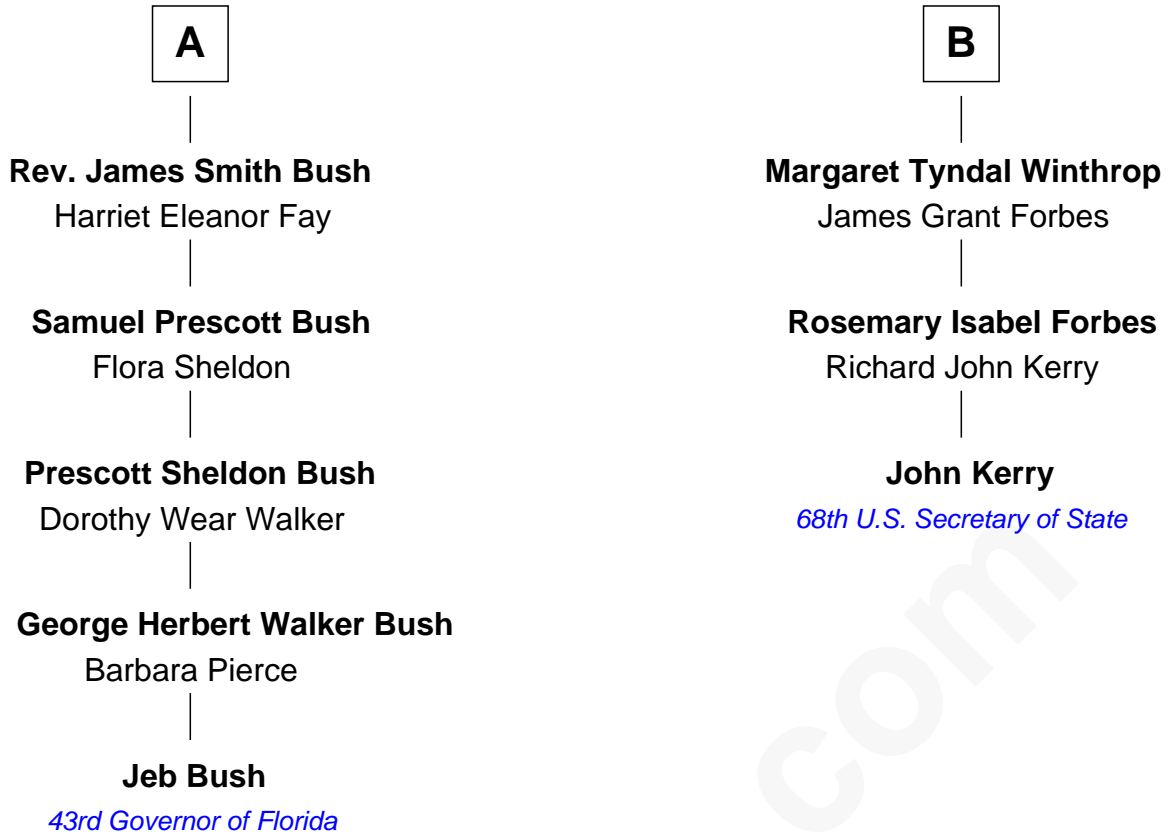 A
Rev. James Smith Bush
Harriet Eleanor Fay
Samuel Prescott Bush
Flora Sheldon
Prescott Sheldon Bush
Dorothy Wear Walker
George Herbert Walker Bush
Barbara Pierce
Jeb Bush
43rd Governor of Florida
B
Margaret Tyndal Winthrop
James Grant Forbes
Rosemary Isabel Forbes
Richard John Kerry
John Kerry
68th U.S. Secretary of State
com